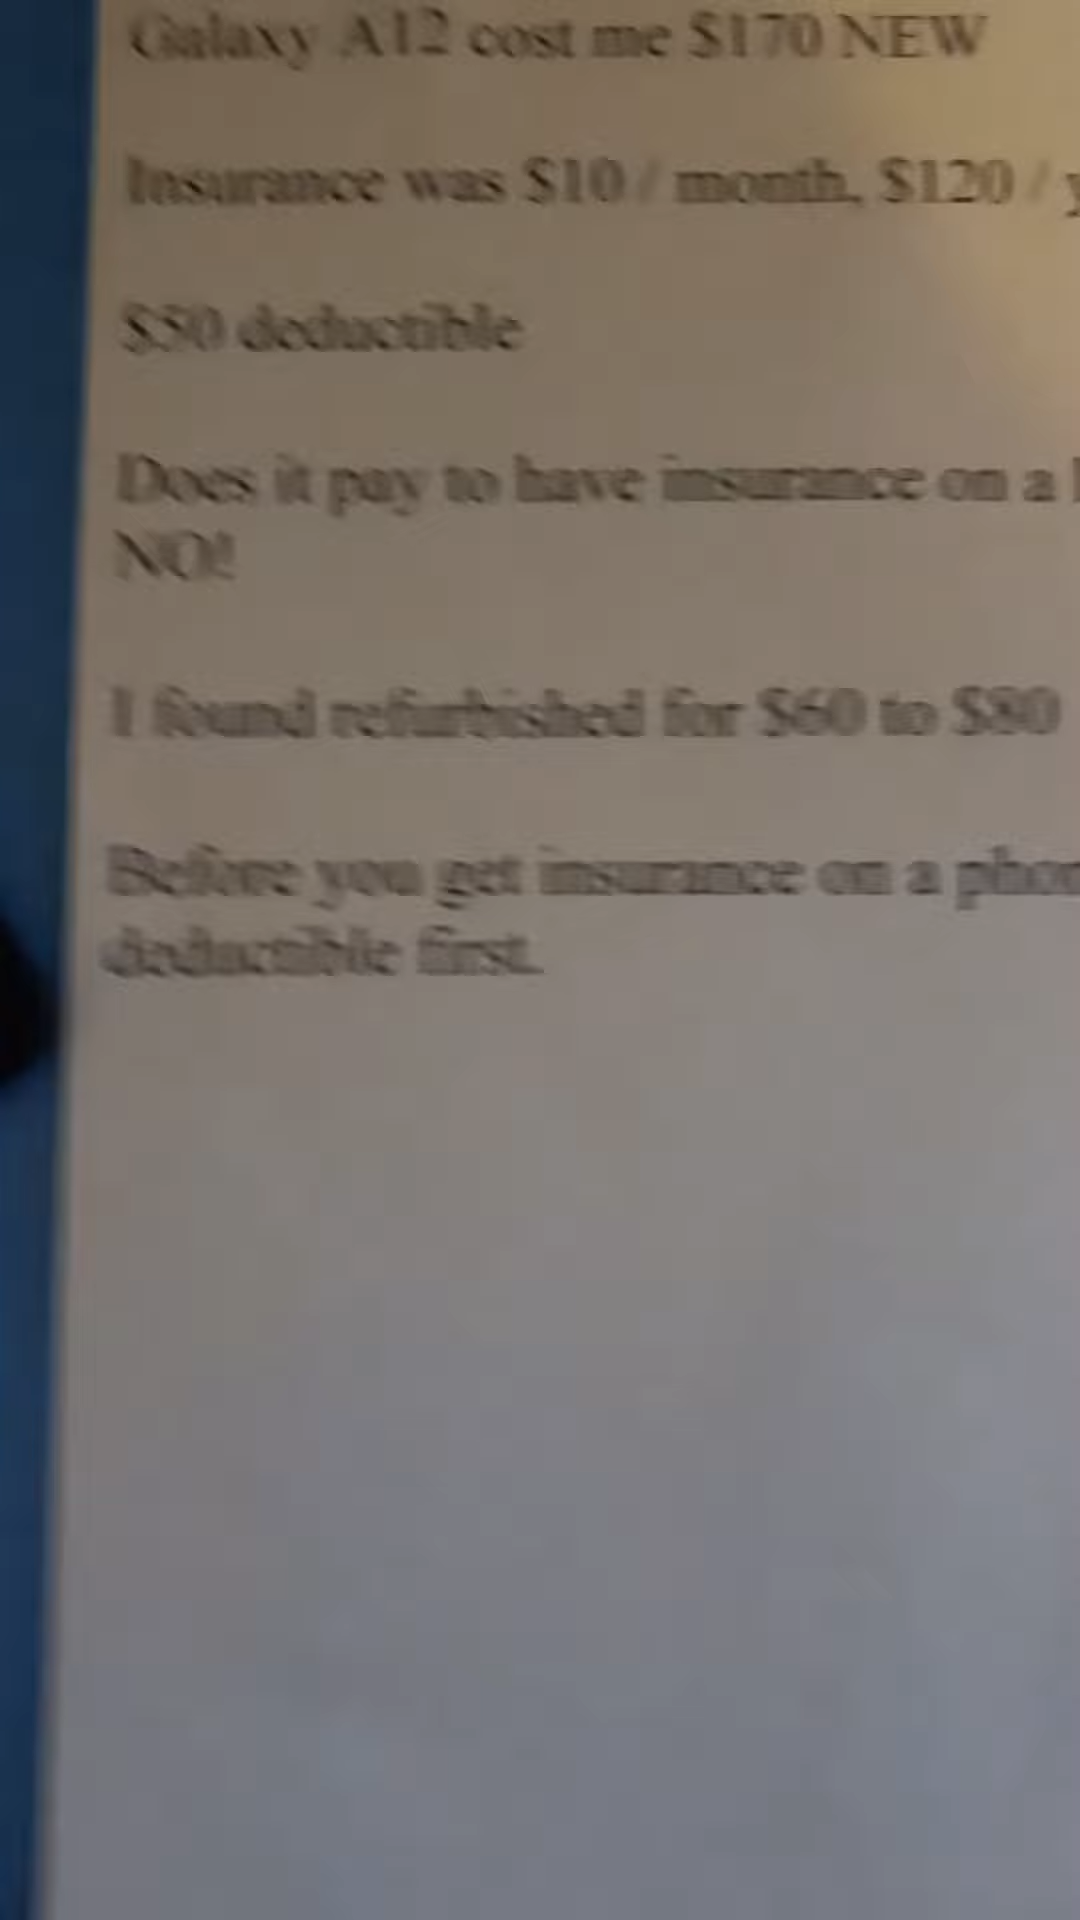 Galaxy A12 cost me $170 NEW
Insurance was $10 / month, $120 /
$50 deductible
Does it pay to have insurance on a
NO!
I found refurbished for $60 to $80
Before you get insurance on a
deductible first.